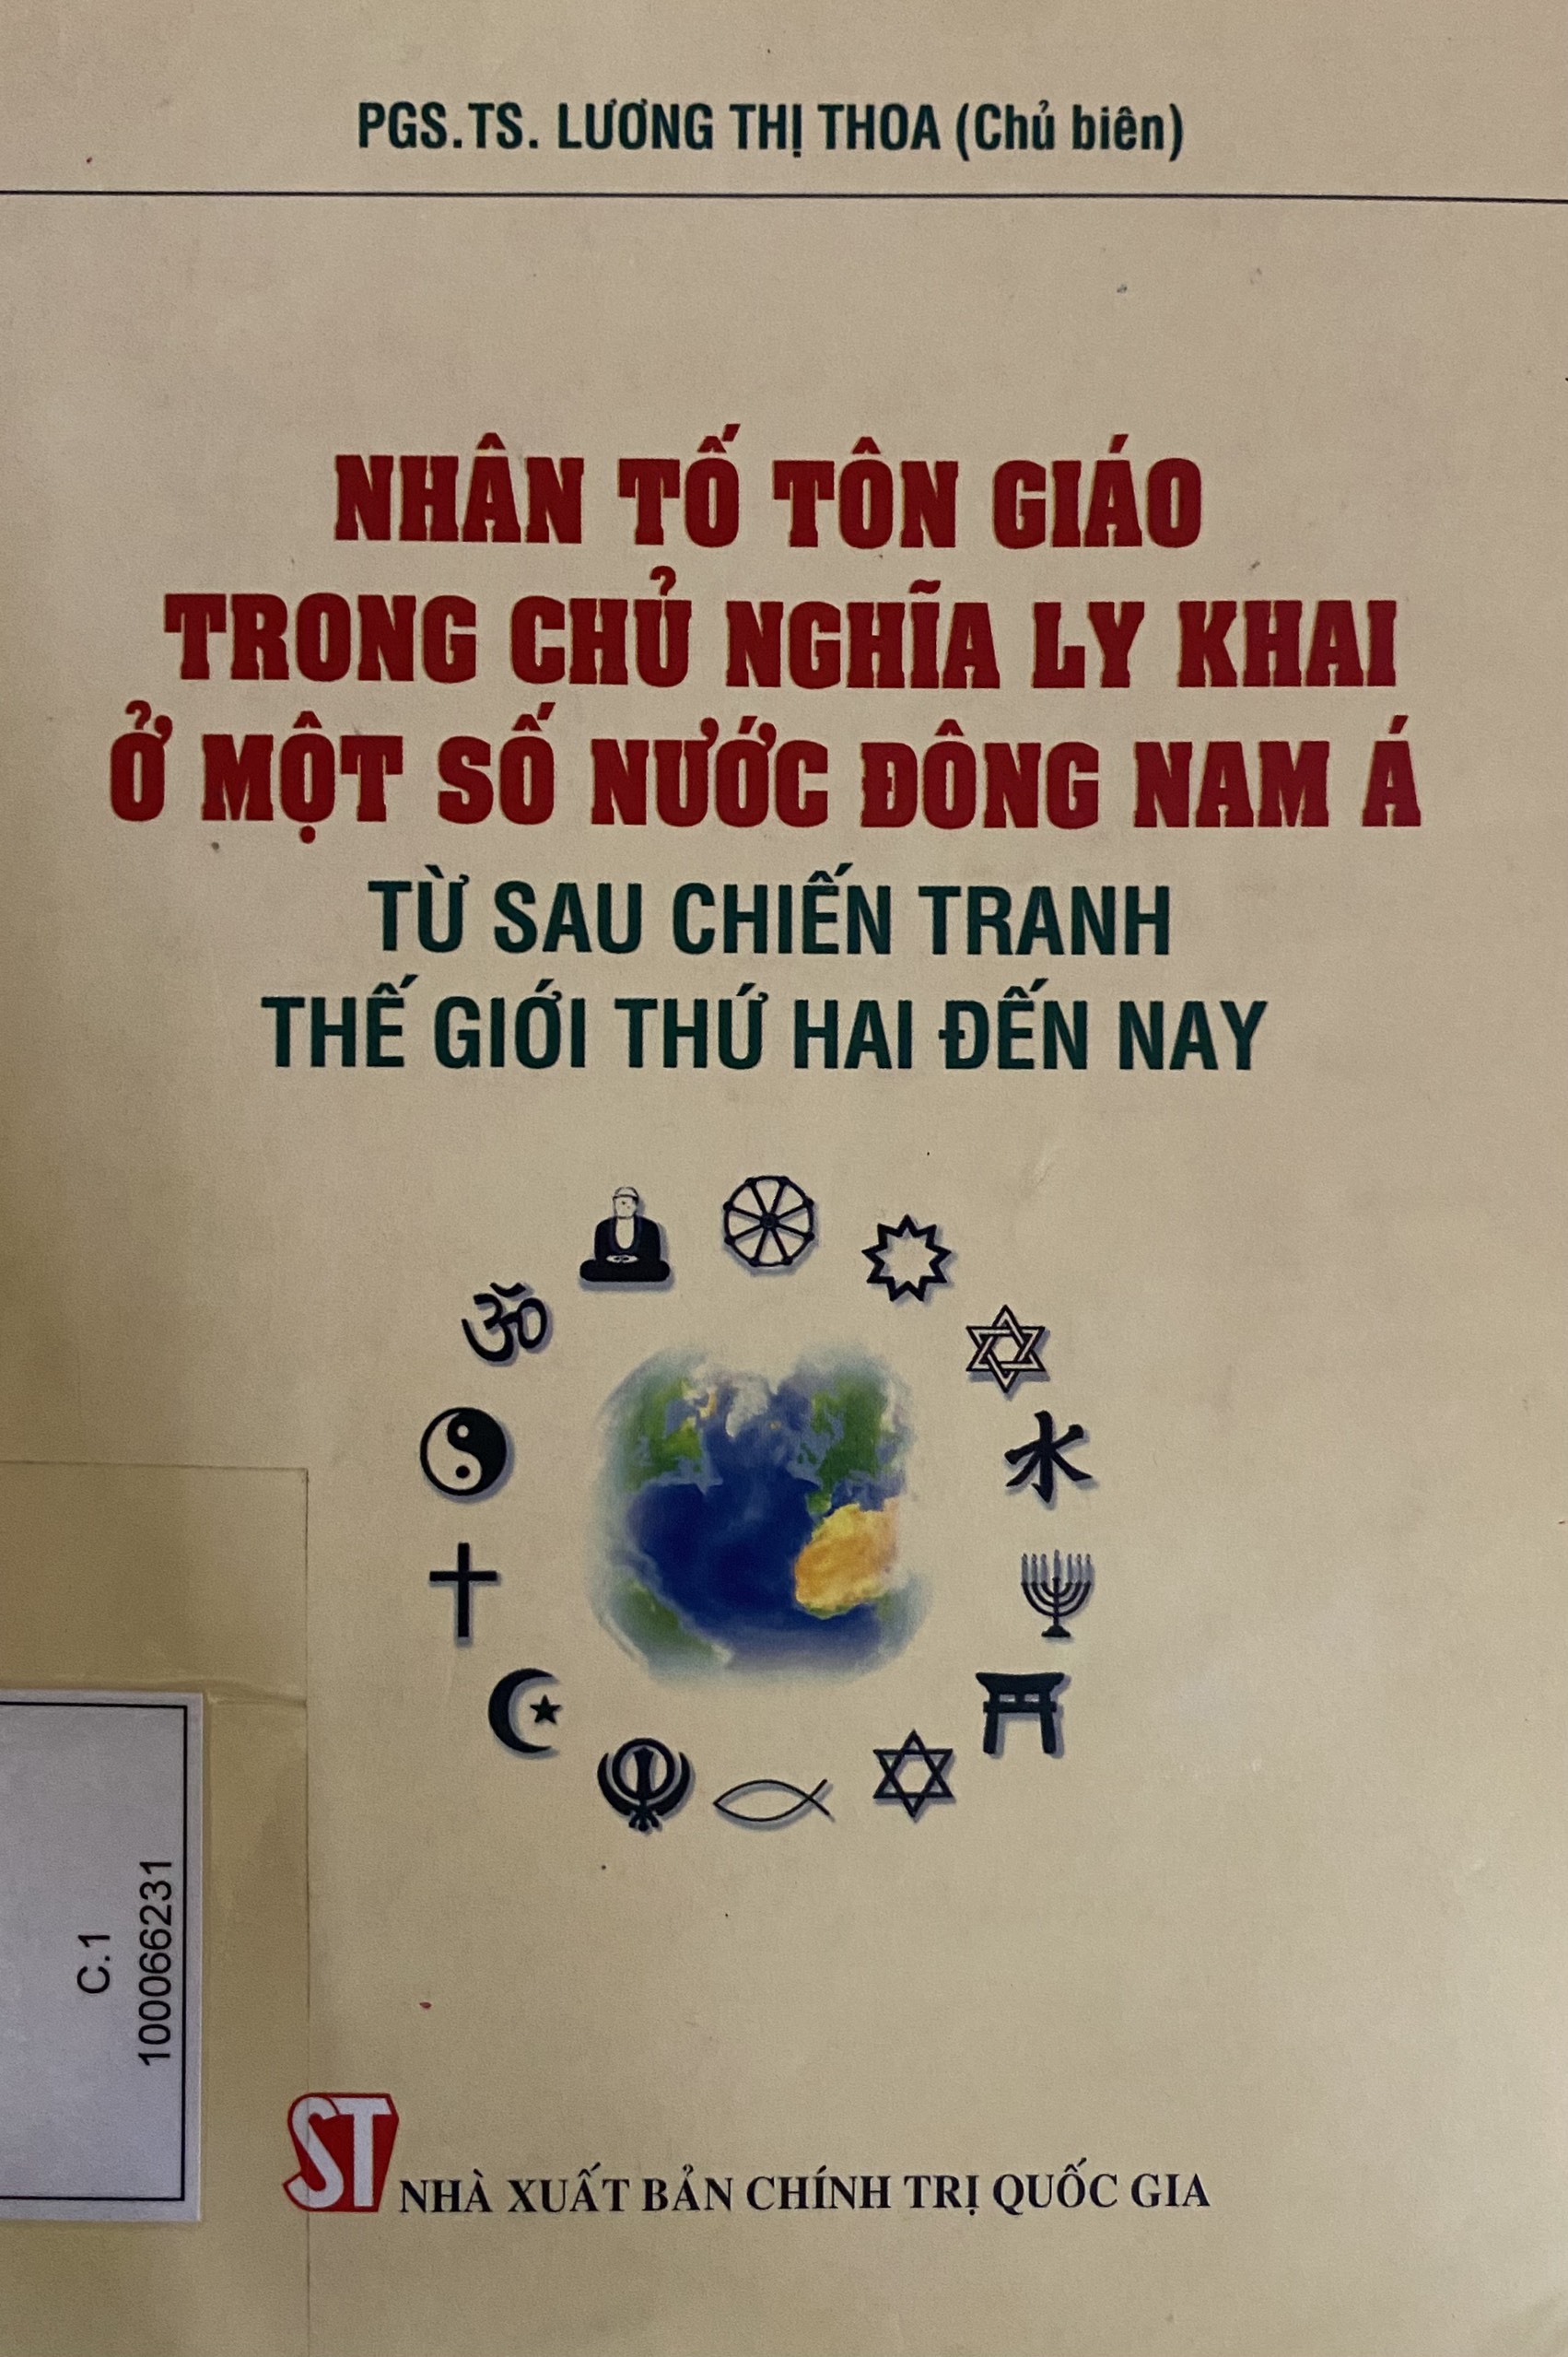 PGS.TS. LƯƠNG THỊ THOA (Chủ biên)
NHÂN TỐ TÔN GIÁO
TRONG CHỦ NGHĨA LY KHAI
Ở MỘT SỐ NƯỚC ĐÔNG NAM Á
TỪ SAU CHIẾN TRANH
THẾ GIỚI THỨ HAI ĐẾN NAY
ॐ
水
C.1
10066231
ST
NHÀ XUẤT BẢN CHÍNH TRỊ QUỐC GIA